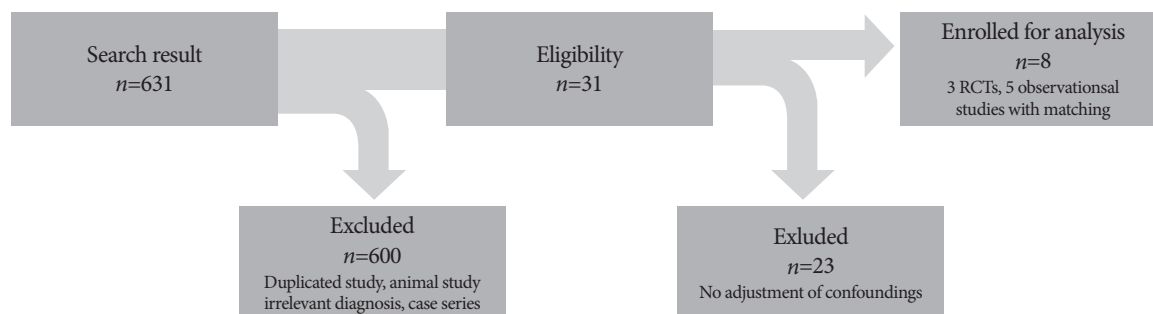 Search result
n=631
Eligibility
n=31
Enrolled for analysis
n=8
3 RCTs, 5 observationsal
studies with matching
Excluded
n=600
Duplicated study, animal study
irrelevant diagnosis, case series
Exluded
n=23
No adjustment of confoundings